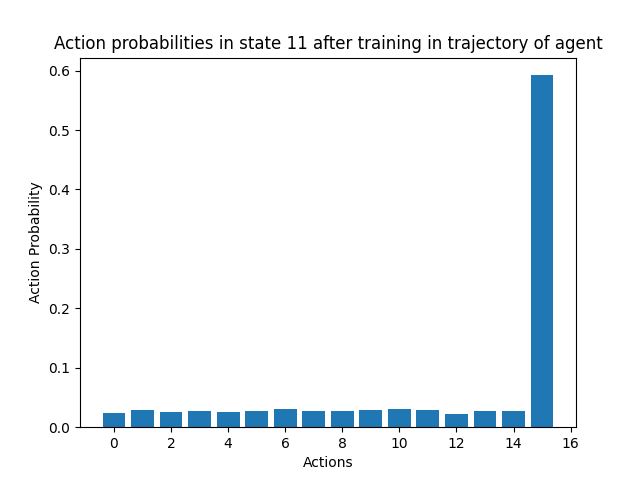 Action probabilities in state 11 after training in trajectory of agent
0.6
0.5
0.4
0.3
0.2
0.1
0.0
Action Probability
0 2 4 6 8 10 12 14 16
Actions